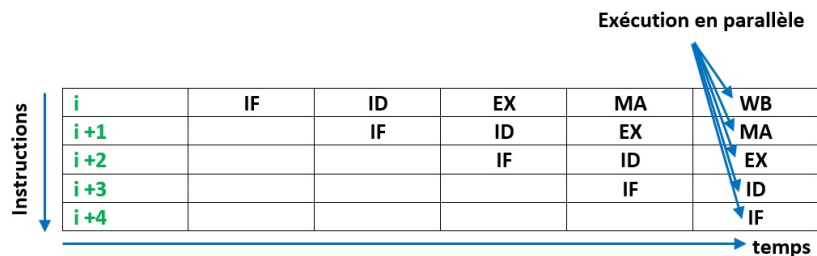 Exécution en parallèle
Instructions
i IF ID EX MA WB
i +1 IF ID EX MA
i +2 IF ID EX
i +3 IF ID
i +4 IF
temps